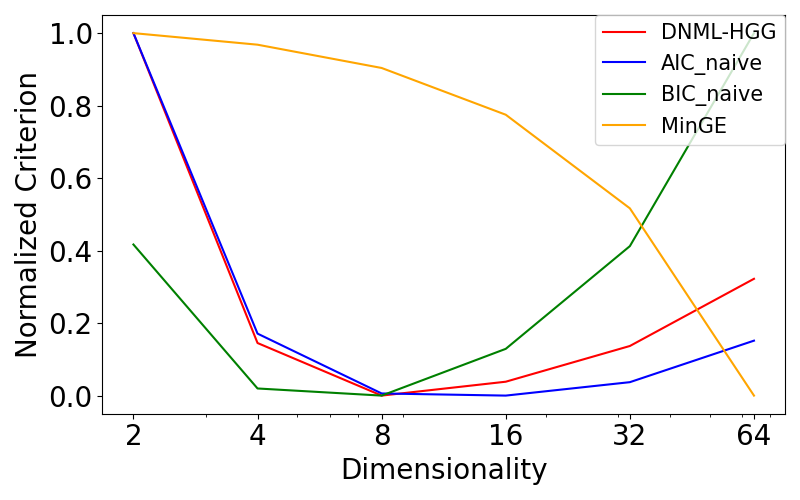 DNML-HGG
AIC_naive
BIC_naive
MinGE
Normalized Criterion
1.0
0.8
0.6
0.4
0.2
0.0
2 4 8 16 32 64
Dimensionality